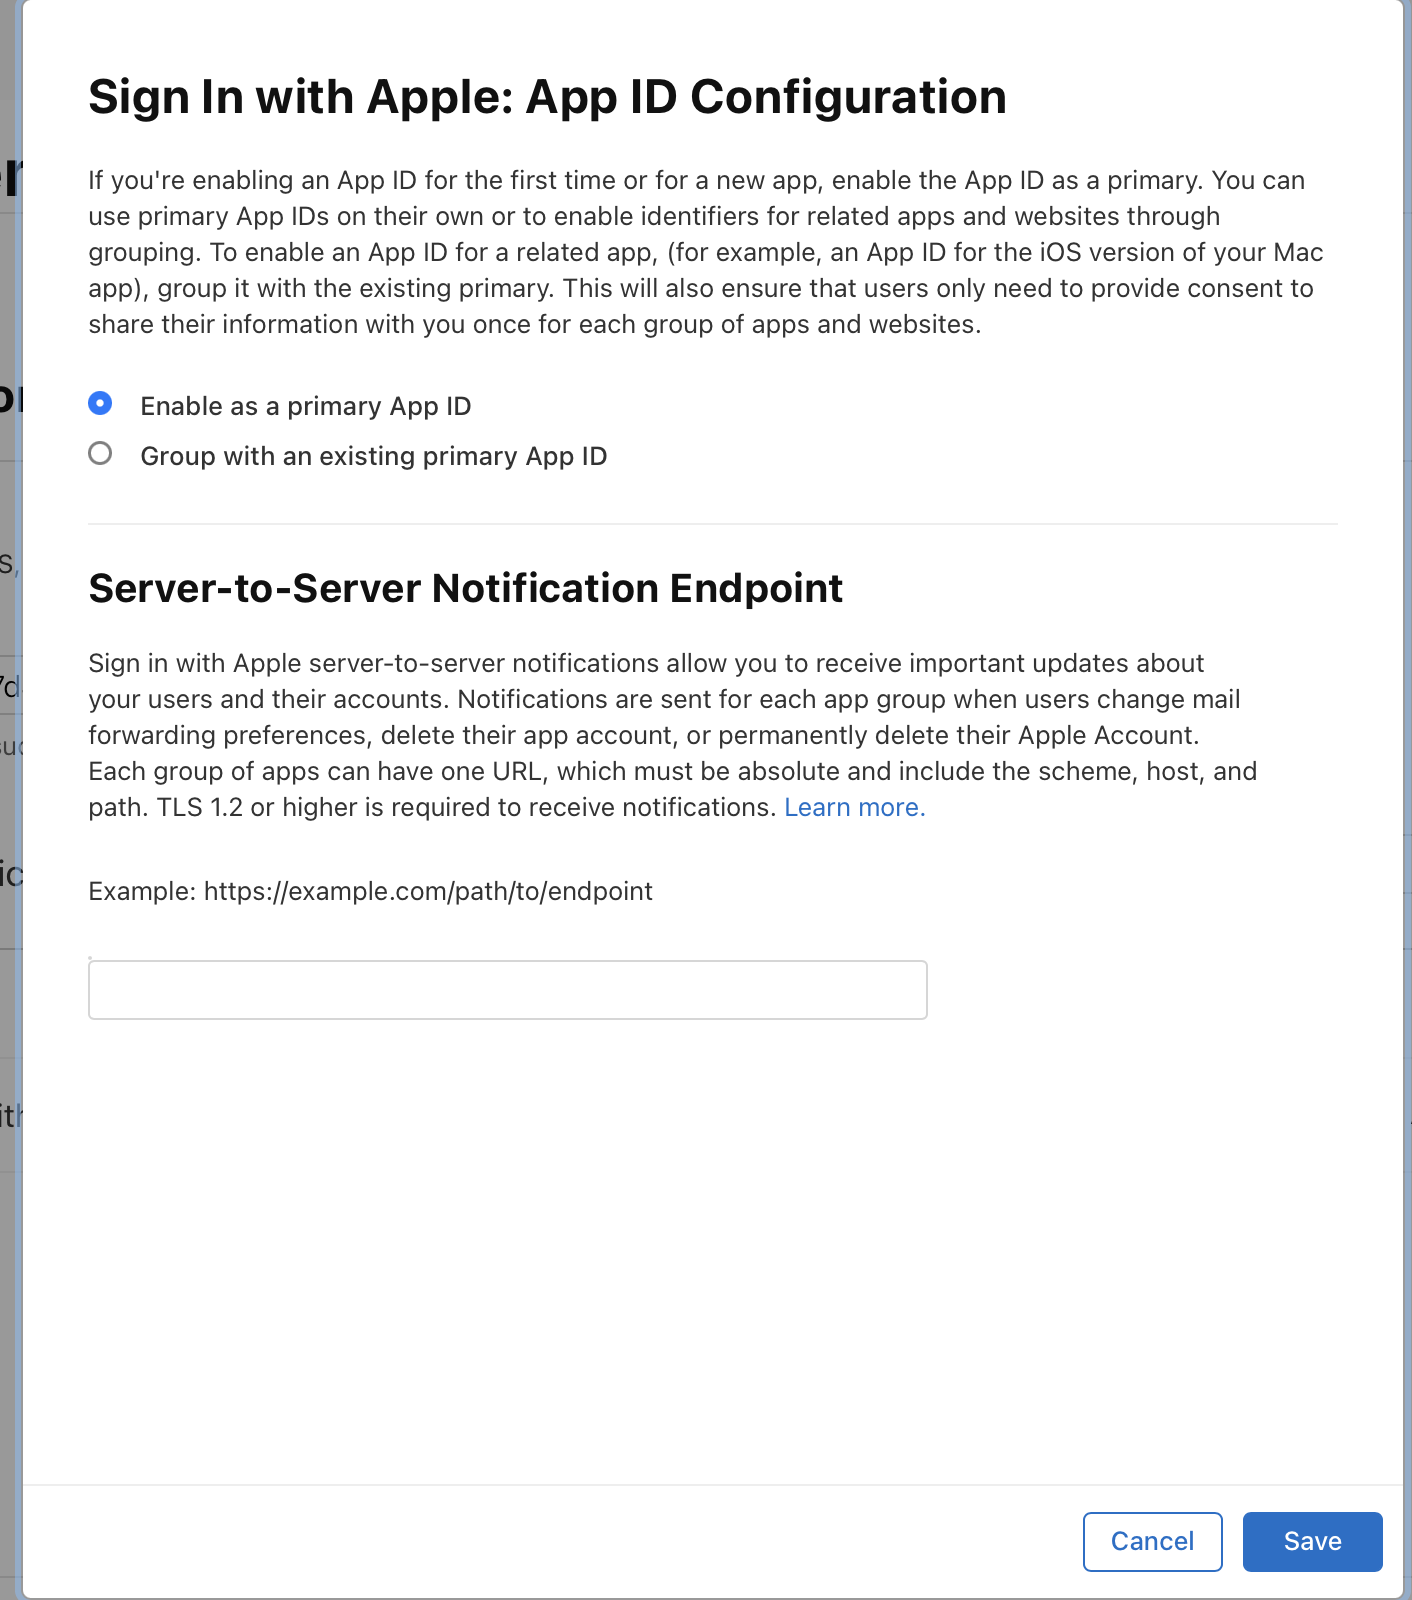 Sign In with Apple: App ID Configuration
If you're enabling an App ID for the first time or for a new app, enable the App ID as a primary. You can
use primary App IDs on their own or to enable identifiers for related apps and websites through
grouping. To enable an App ID for a related app, (for example, an App ID for the iOS version of your Mac
app), group it with the existing primary. This will also ensure that users only need to provide consent to
share their information with you once for each group of apps and websites.
Enable as a primary App ID
Group with an existing primary App ID
Server-to-Server Notification Endpoint
Sign in with Apple server-to-server notifications allow you to receive important updates about
your users and their accounts. Notifications are sent for each app group when users change mail
forwarding preferences, delete their app account, or permanently delete their Apple Account.
Each group of apps can have one URL, which must be absolute and include the scheme, host, and
path. TLS 1.2 or higher is required to receive notifications. Learn more.
Example: https://example.com/path/to/endpoint
Cancel
Save